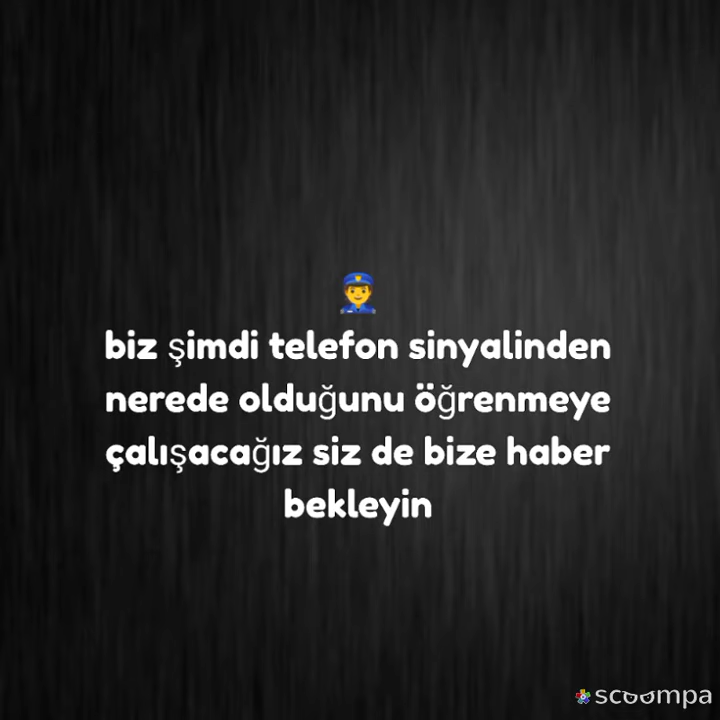 👮
biz şimdi telefon sinyalinden
nerede olduğunu öğrenmeye
çalışacağız siz de bize haber
bekleyin
scoompa